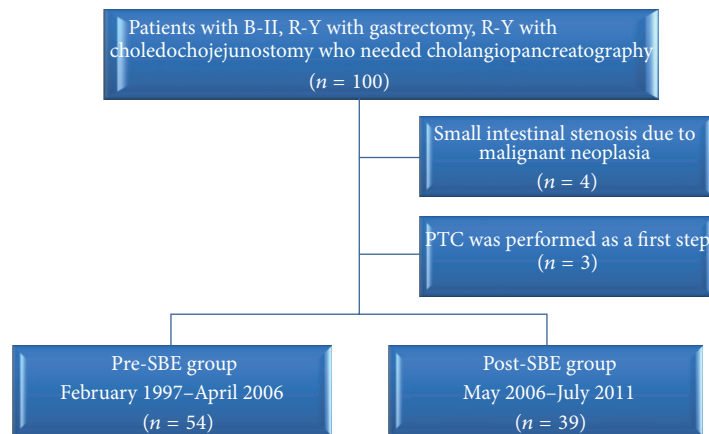 Patients with B-II, R-Y with gastrectomy, R-Y with
choledochojejunostomy who needed cholangiopancreatography
(n = 100)
Small intestinal stenosis due to
malignant neoplasia
(n = 4)
PTC was performed as a first step
(n = 3)
Pre-SBE group
February 1997–April 2006
(n = 54)
Post-SBE group
May 2006–July 2011
(n = 39)